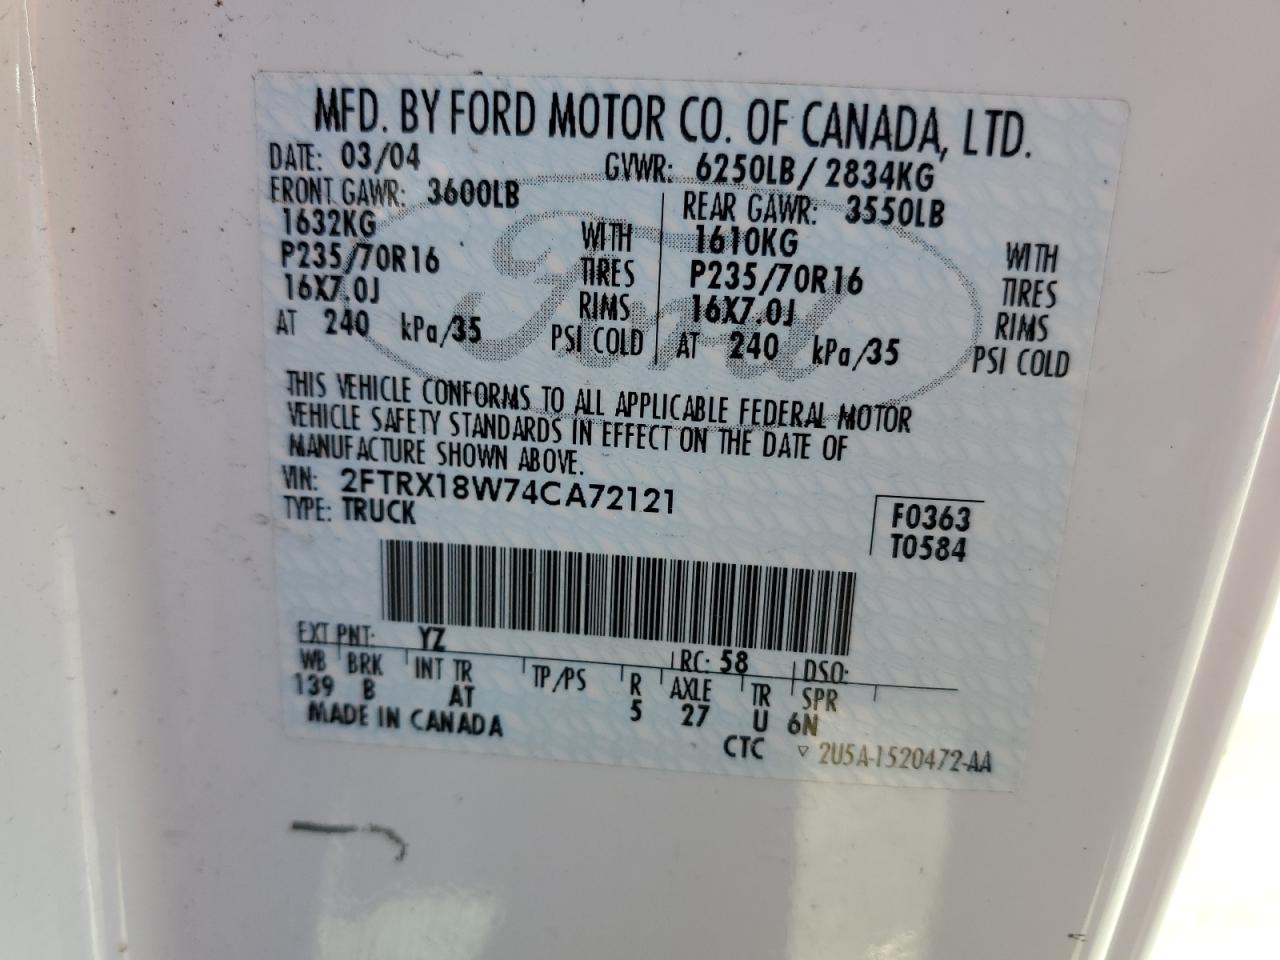 MFD. BY FORD MOTOR CO. OF CANADA, LTD.
DATE: 03/04 GVWR: 6250LB/ 2834KG
FRONT GAWR: 3600LB REAR GAWR: 3550LB
1632KG WITH 1610KG WITH
P235/70R16 TIRES P235/70R16 TIRES
16X7.0J RIMS 16X7.0J RIMS
AT 240 kPa/35 PSI COLD AT 240 kPa/35 PSI COLD
Ford
THIS VEHICLE CONFORMS TO ALL APPLICABLE FEDERAL MOTOR
VEHICLE SAFETY STANDARDS IN EFFECT ON THE DATE OF
MANUFACTURE SHOWN ABOVE.
VIN: 2FTRX18W74CA72121
TYPE: TRUCK
F0363
T0584
EXT PNT: YZ RC: 58 DSO:
WB BRK INT TR TP/PS R AXLE TR SPR
139 B AT 5 27 U 6N
MADE IN CANADA
CTC ▽ 2U5A-1520472-AA